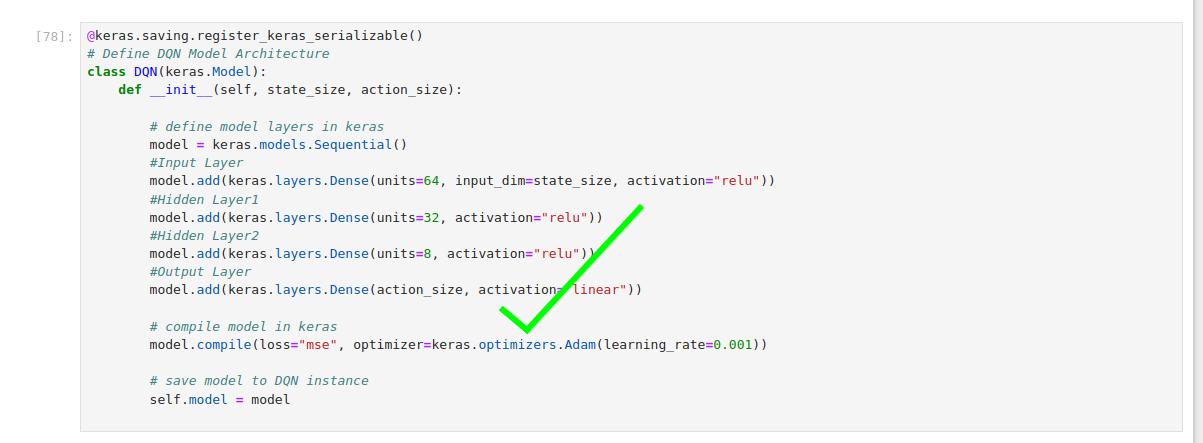 [78]:
@keras.saving.register_keras_serializable()
# Define DQN Model Architecture
class DQN(keras.Model):
    def __init__(self, state_size, action_size):

        # define model layers in keras
        model = keras.models.Sequential()
        #Input Layer
        model.add(keras.layers.Dense(units=64, input_dim=state_size, activation="relu"))
        #Hidden Layer1
        model.add(keras.layers.Dense(units=32, activation="relu"))
        #Hidden Layer2
        model.add(keras.layers.Dense(units=8, activation="relu"))
        #Output Layer
        model.add(keras.layers.Dense(action_size, activation="linear"))

        # compile model in keras
        model.compile(loss="mse", optimizer=keras.optimizers.Adam(learning_rate=0.001))

        # save model to DQN instance
        self.model = model